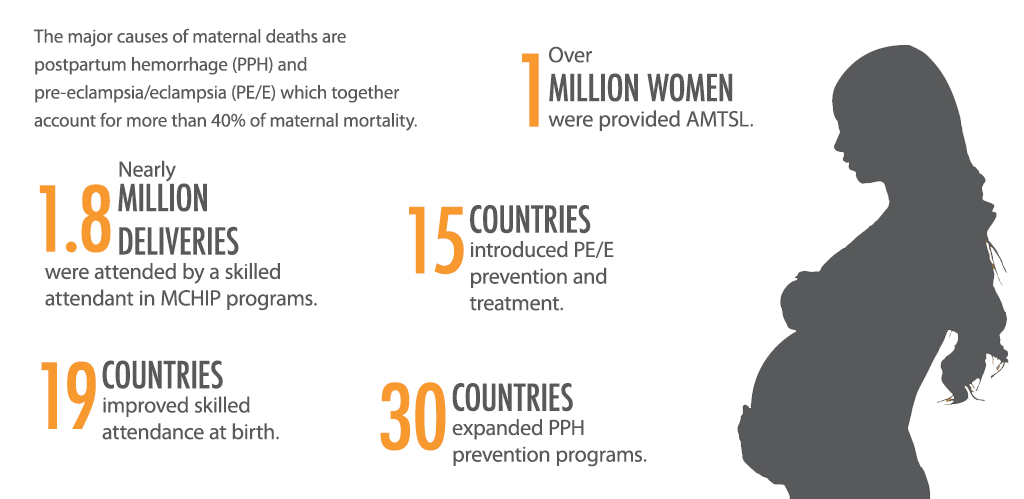 The major causes of maternal deaths are
postpartum hemorrhage (PPH) and
pre-eclampsia/eclampsia (PE/E) which together
account for more than 40% of maternal mortality.
1 Over
MILLION WOMEN
were provided AMTSL.
Nearly
1.8 MILLION
DELIVERIES
were attended by a skilled
attendant in MCHIP programs.
15 COUNTRIES
introduced PE/E
prevention and
treatment.
19 COUNTRIES
improved skilled
attendance at birth.
30 COUNTRIES
expanded PPH
prevention programs.